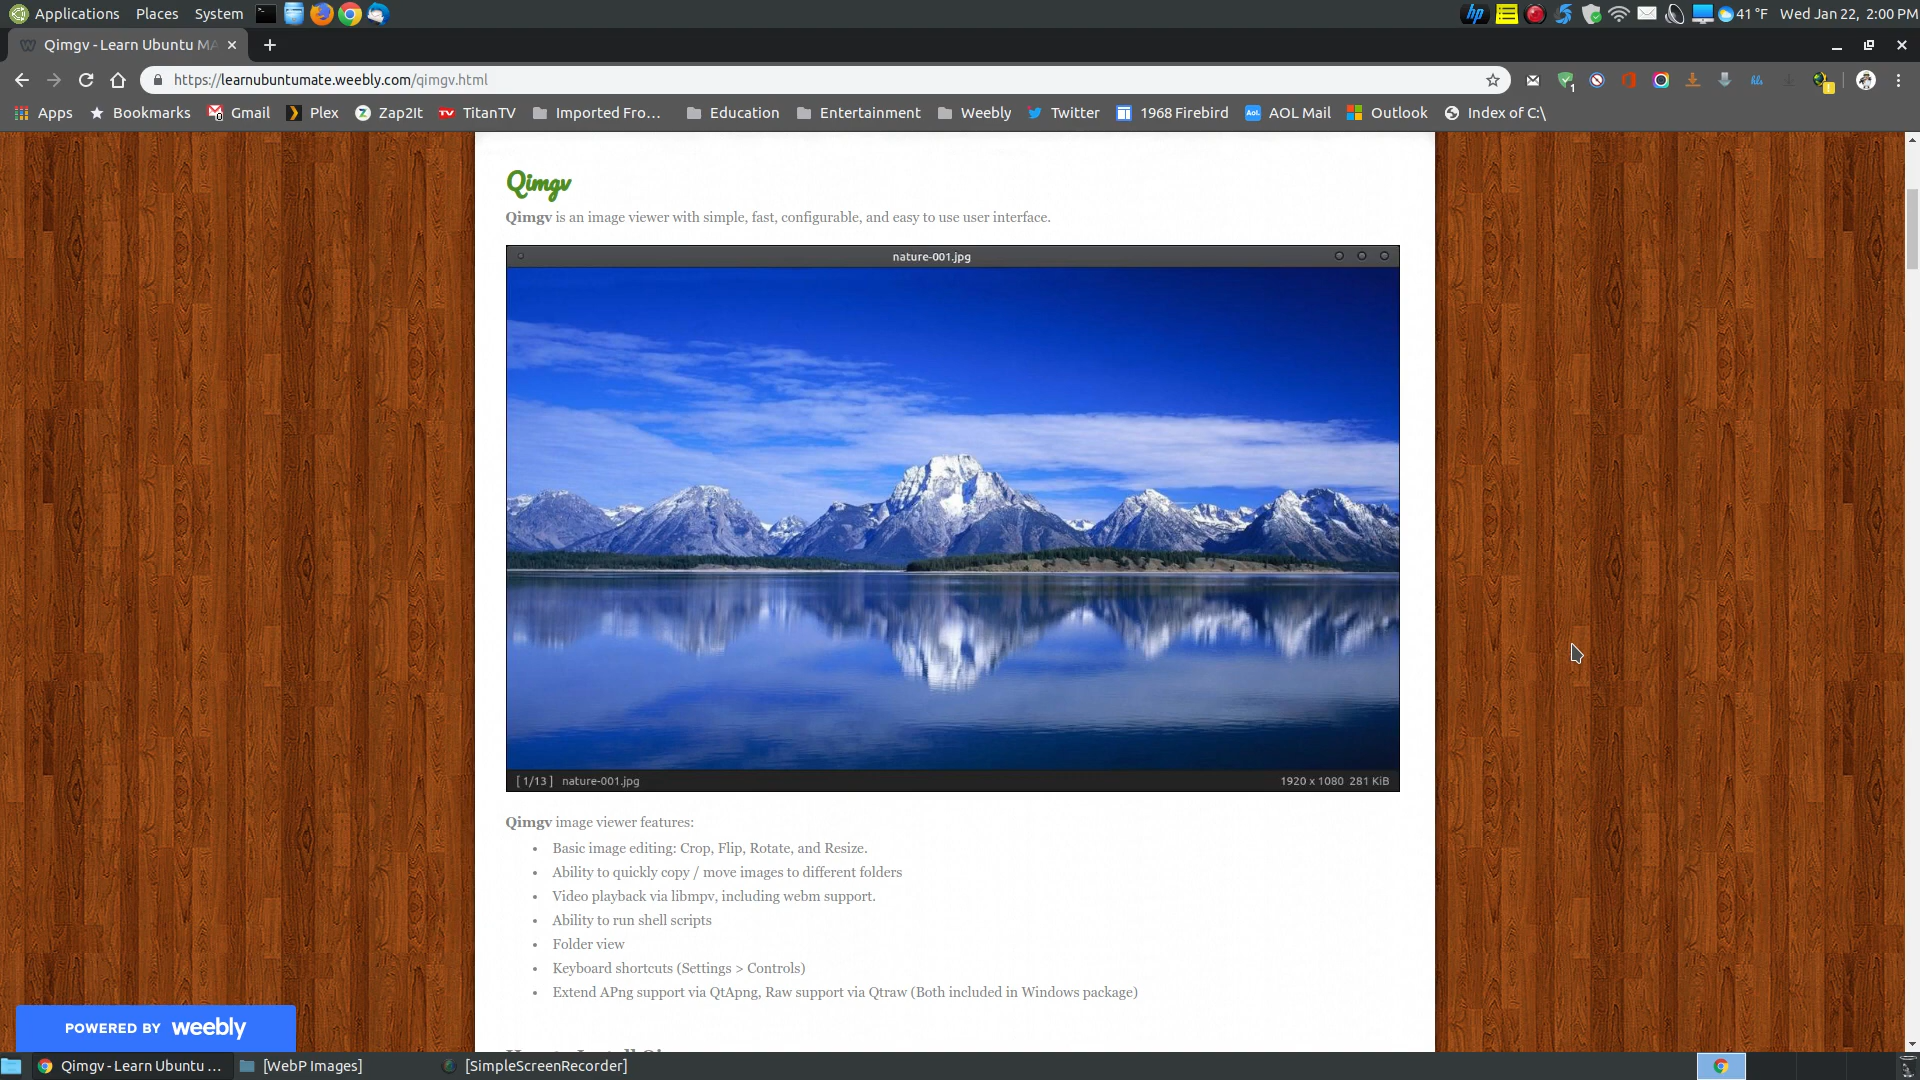 Applications Places System
hp 41 °F Wed Jan 22, 2:00 PM
Qimgv - Learn Ubuntu MA
https://learnubuntumate.weebly.com/qimgv.html
Apps Bookmarks Gmail Plex Zap2It TitanTV Imported Fro... Education Entertainment Weebly Twitter 1968 Firebird AOL Mail Outlook Index of C:\
Qimgv
Qimgv is an image viewer with simple, fast, configurable, and easy to use user interface.
nature-001.jpg
[ 1/13 ] nature-001.jpg 1920 x 1080 281 KiB
Qimgv image viewer features:
• Basic image editing: Crop, Flip, Rotate, and Resize.
• Ability to quickly copy / move images to different folders
• Video playback via libmpv, including webm support.
• Ability to run shell scripts
• Folder view
• Keyboard shortcuts (Settings > Controls)
• Extend APng support via QtApng, Raw support via Qtraw (Both included in Windows package)
POWERED BY weebly
Qimgv - Learn Ubuntu ... [WebP Images] [SimpleScreenRecorder]